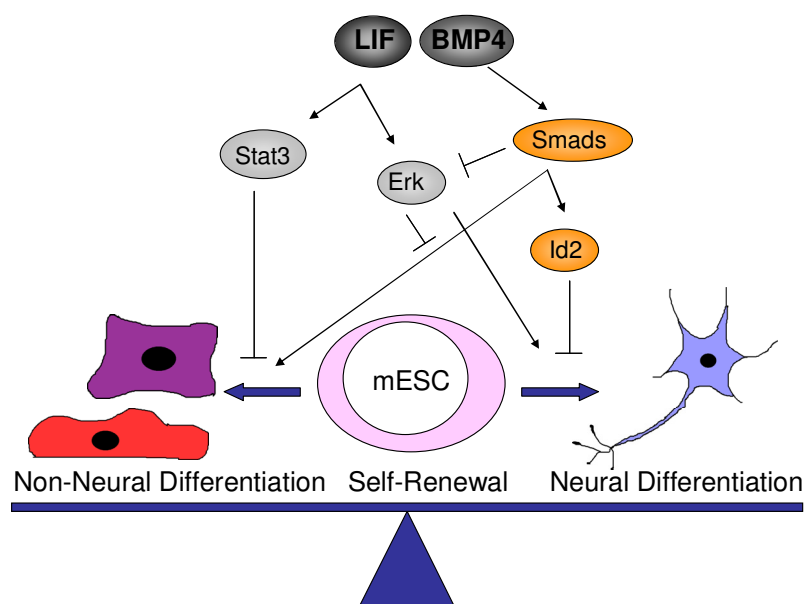 LIF BMP4
Stat3
Smads
Erk
Id2
mESC
Non-Neural Differentiation Self-Renewal Neural Differentiation